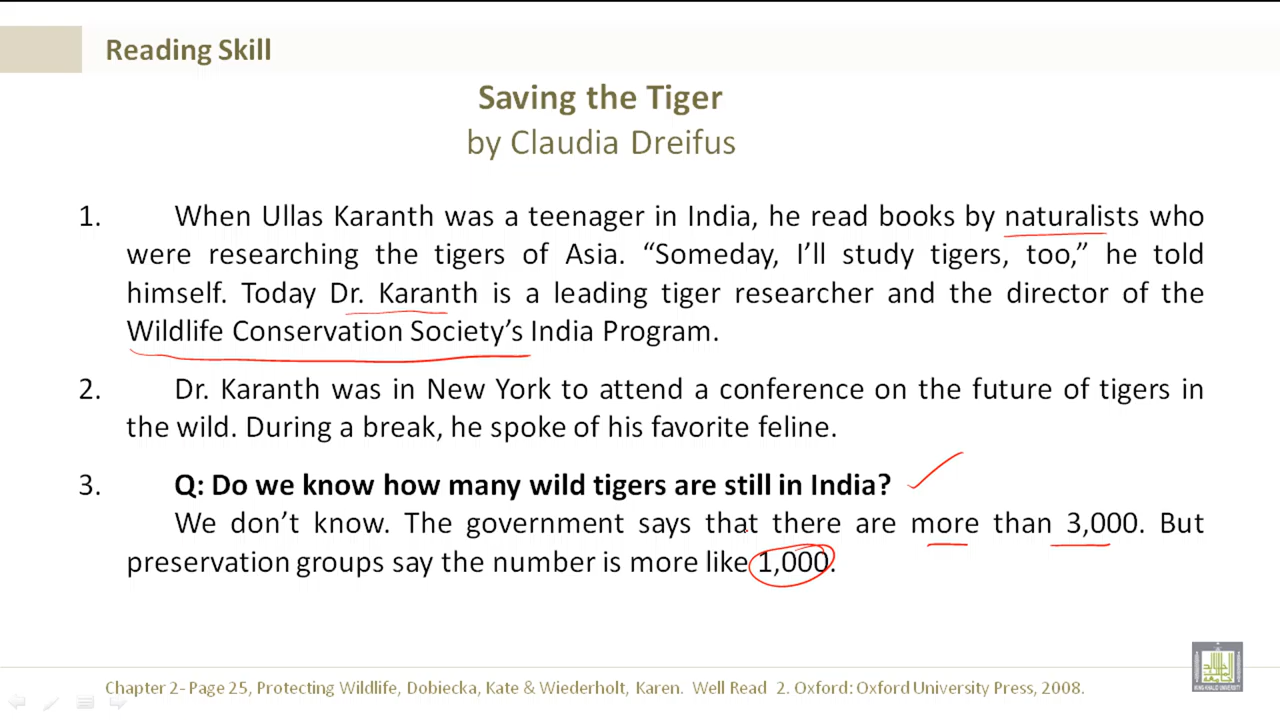 Reading Skill
Saving the Tiger
by Claudia Dreifus
1. When Ullas Karanth was a teenager in India, he read books by naturalists who
were researching the tigers of Asia. “Someday, I’ll study tigers, too,” he told
himself. Today Dr. Karanth is a leading tiger researcher and the director of the
Wildlife Conservation Society’s India Program.
2. Dr. Karanth was in New York to attend a conference on the future of tigers in
the wild. During a break, he spoke of his favorite feline.
3. Q: Do we know how many wild tigers are still in India?
We don’t know. The government says that there are more than 3,000. But
preservation groups say the number is more like 1,000.
Chapter 2- Page 25, Protecting Wildlife, Dobiecka, Kate & Wiederholt, Karen. Well Read 2. Oxford: Oxford University Press, 2008.
KING KHALID UNIVERSITY